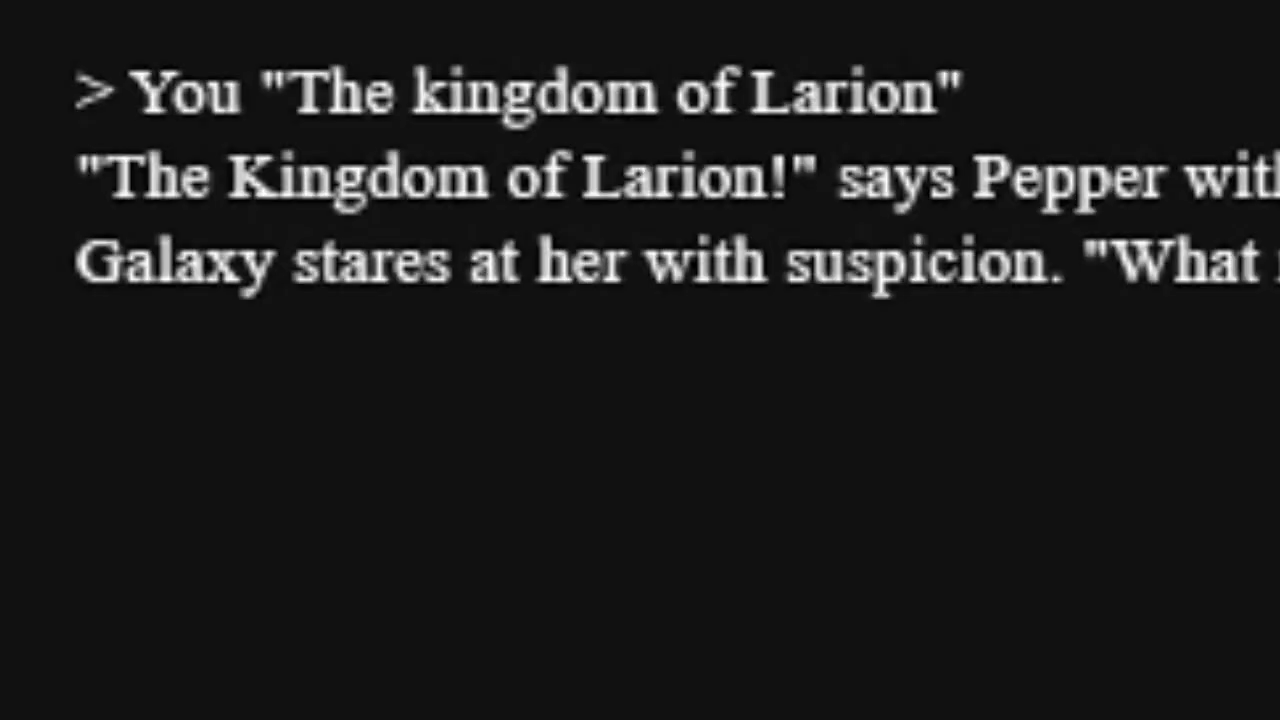 > You "The kingdom of Larion"
"The Kingdom of Larion!" says Pepper with
Galaxy stares at her with suspicion. "What